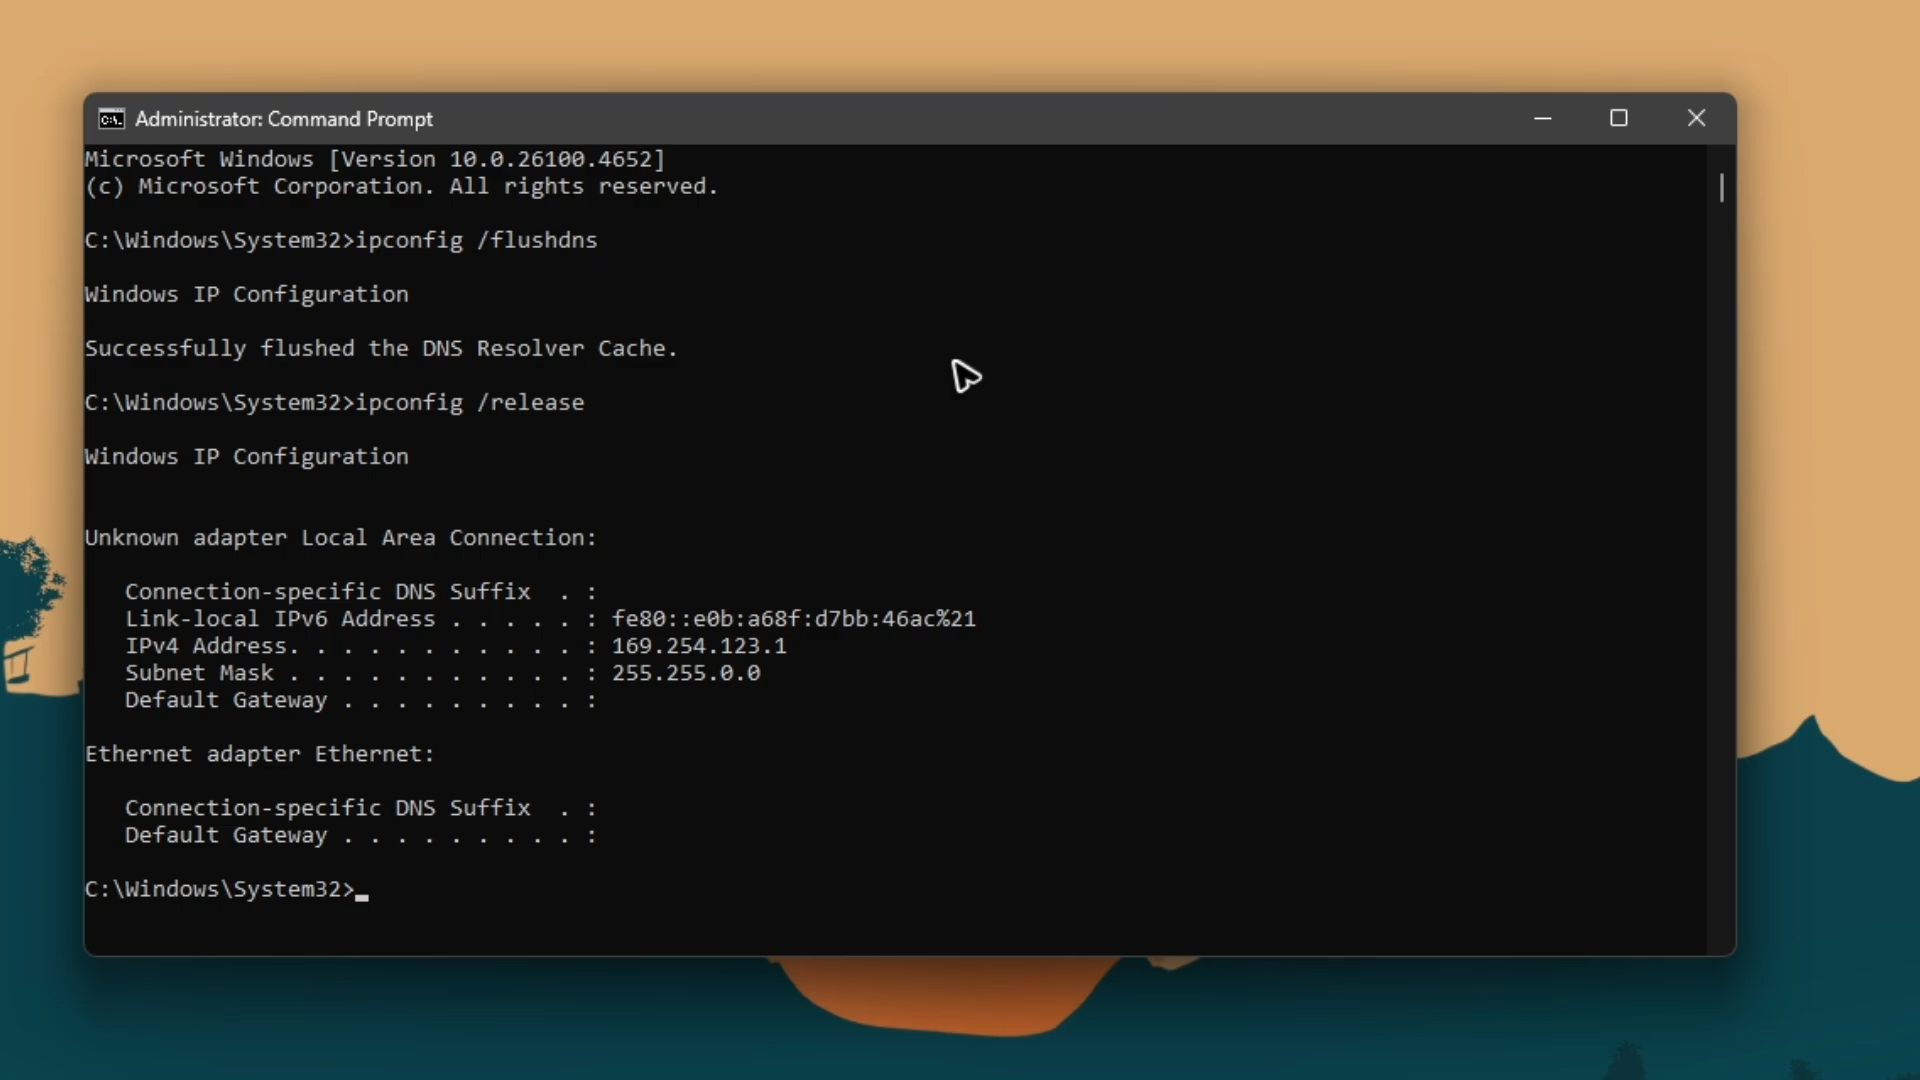 Administrator: Command Prompt
Microsoft Windows [Version 10.0.26100.4652]
(c) Microsoft Corporation. All rights reserved.
C:\Windows\System32>ipconfig /flushdns
Windows IP Configuration
Successfully flushed the DNS Resolver Cache.
C:\Windows\System32>ipconfig /release
Windows IP Configuration
Unknown adapter Local Area Connection:
Connection-specific DNS Suffix  . :
Link-local IPv6 Address . . . . . : fe80::e0b:a68f:d7bb:46ac%21
IPv4 Address. . . . . . . . . . . : 169.254.123.1
Subnet Mask . . . . . . . . . . . : 255.255.0.0
Default Gateway . . . . . . . . . :
Ethernet adapter Ethernet:
Connection-specific DNS Suffix  . :
Default Gateway . . . . . . . . . :
C:\Windows\System32>